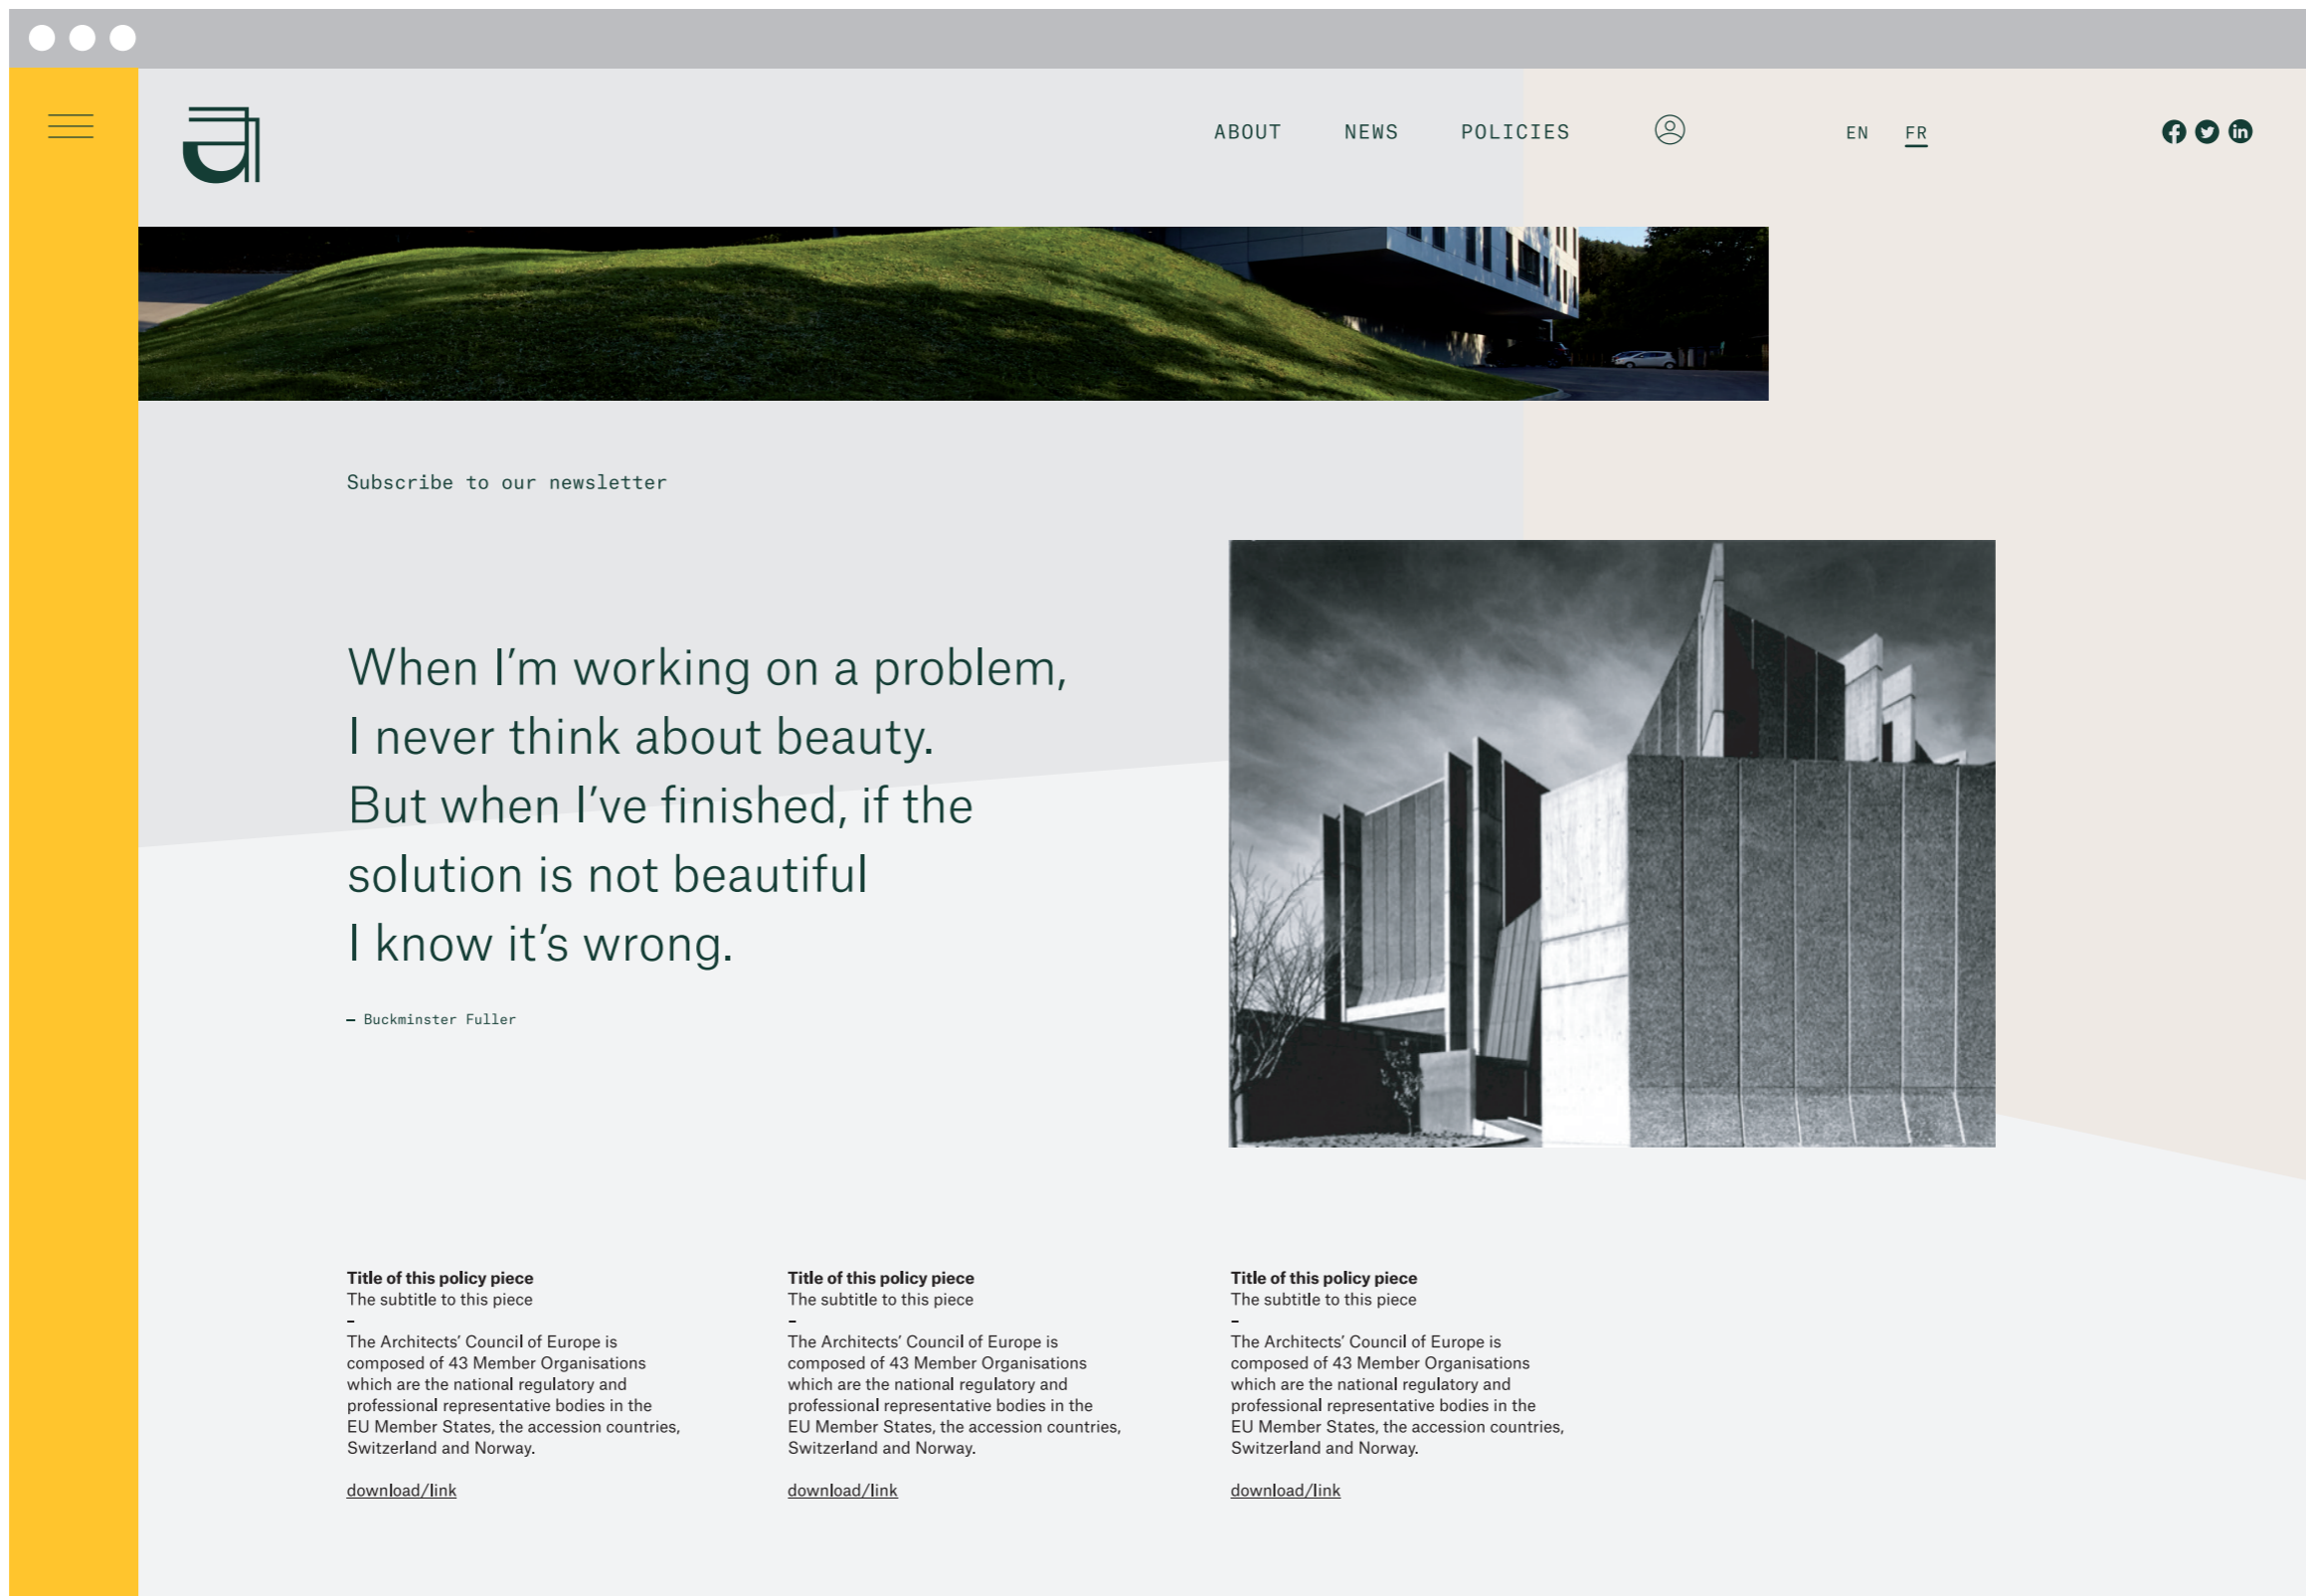 ABOUT NEWS POLICIES EN FR
Subscribe to our newsletter
When I’m working on a problem,
I never think about beauty.
But when I’ve finished, if the
solution is not beautiful
I know it’s wrong.
– Buckminster Fuller
Title of this policy piece
The subtitle to this piece
–
The Architects’ Council of Europe is
composed of 43 Member Organisations
which are the national regulatory and
professional representative bodies in the
EU Member States, the accession countries,
Switzerland and Norway.
download/link
Title of this policy piece
The subtitle to this piece
–
The Architects’ Council of Europe is
composed of 43 Member Organisations
which are the national regulatory and
professional representative bodies in the
EU Member States, the accession countries,
Switzerland and Norway.
download/link
Title of this policy piece
The subtitle to this piece
–
The Architects’ Council of Europe is
composed of 43 Member Organisations
which are the national regulatory and
professional representative bodies in the
EU Member States, the accession countries,
Switzerland and Norway.
download/link